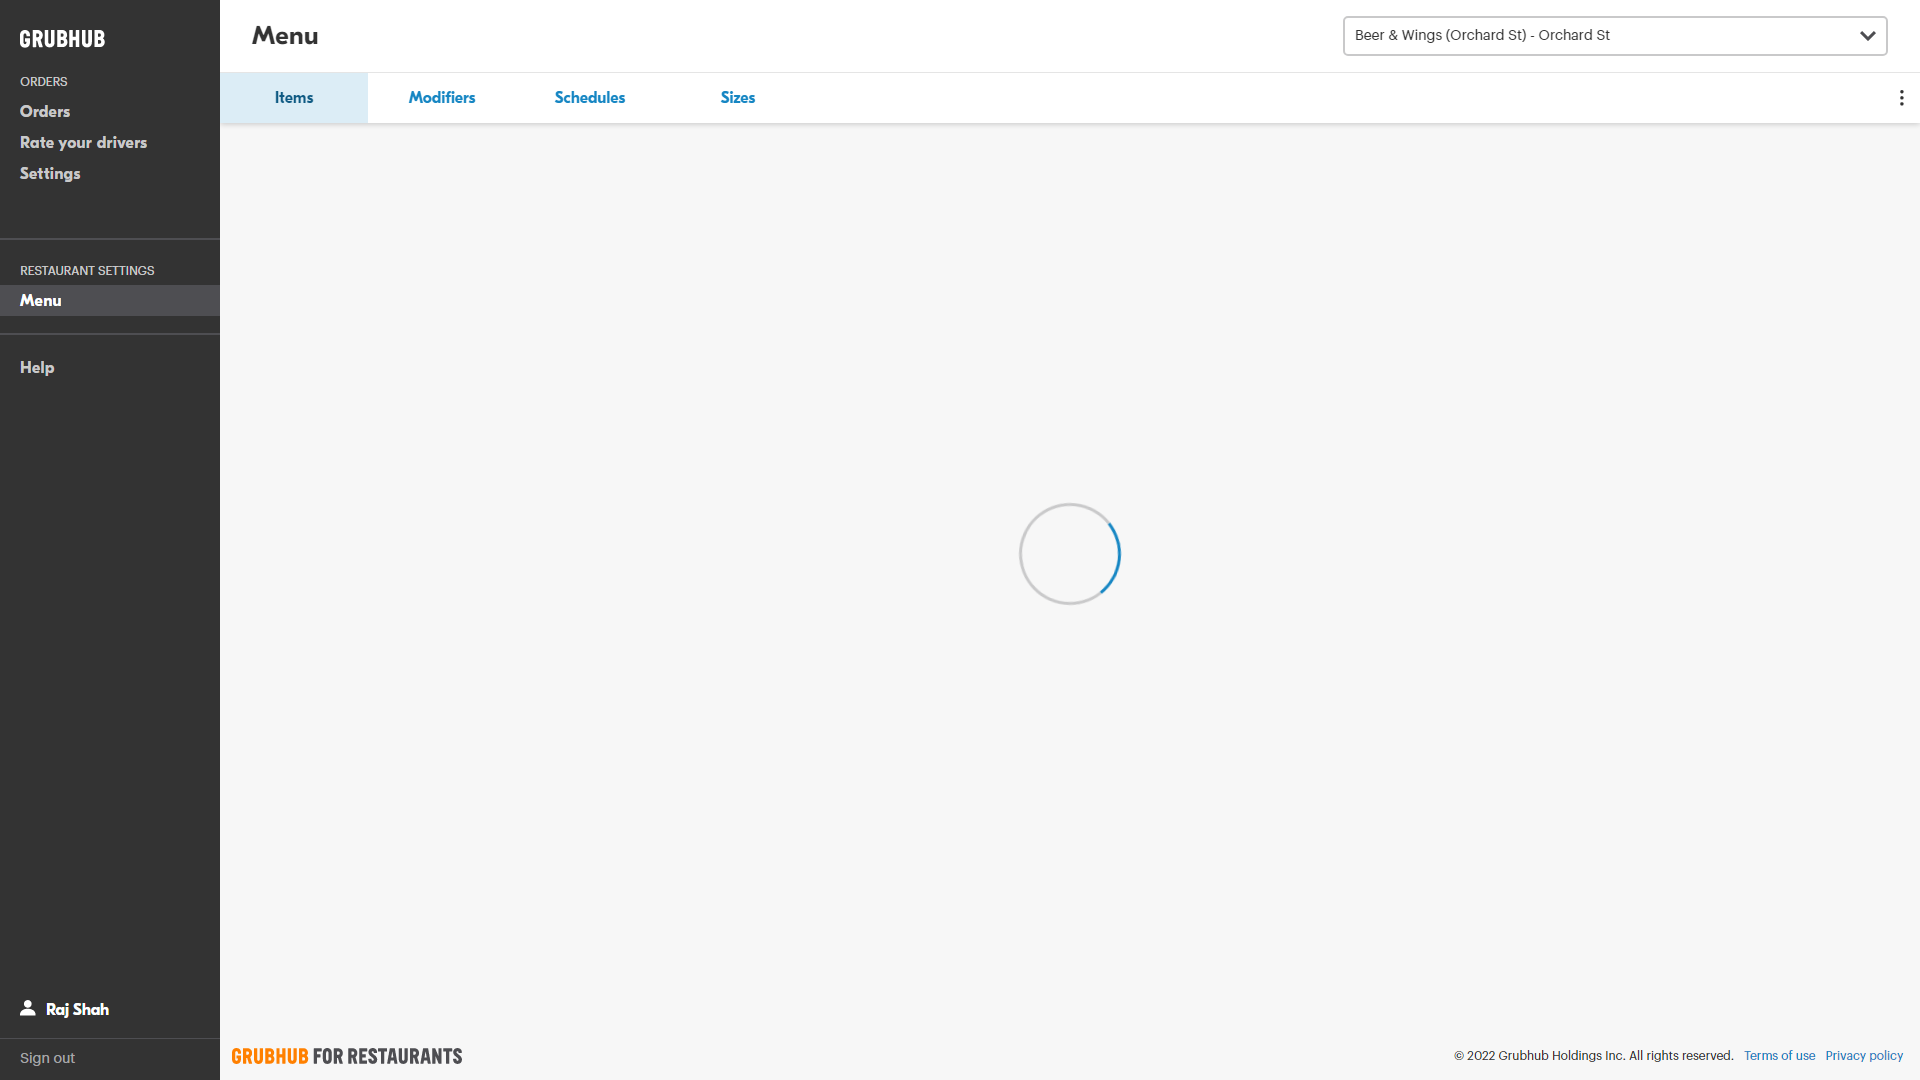 GRUBHUB
ORDERS
Orders
Rate your drivers
Settings
RESTAURANT SETTINGS
Menu
Help
Raj Shah
Sign out
Menu
Beer & Wings (Orchard St) - Orchard St
Items
Modifiers
Schedules
Sizes
GRUBHUB FOR RESTAURANTS
© 2022 Grubhub Holdings Inc. All rights reserved. Terms of use Privacy policy